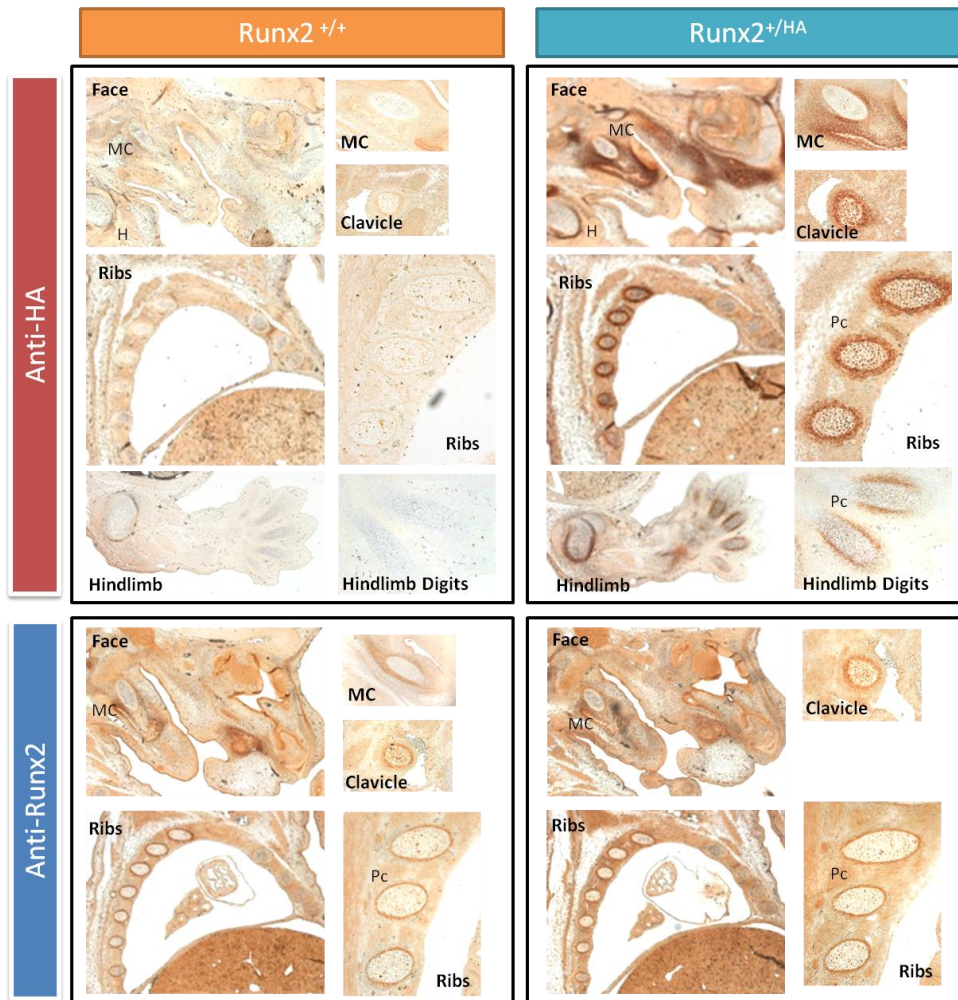 Runx2 +/+
Runx2+/HA
Anti-HA
Face
MC
H
MC
Clavicle
Ribs
Ribs
Hindlimb
Hindlimb Digits
Face
MC
H
MC
Clavicle
Ribs
Pc
Ribs
Hindlimb
Pc
Hindlimb Digits
Anti-Runx2
Face
MC
MC
Clavicle
Ribs
Pc
Ribs
Face
MC
Clavicle
Ribs
Pc
Ribs